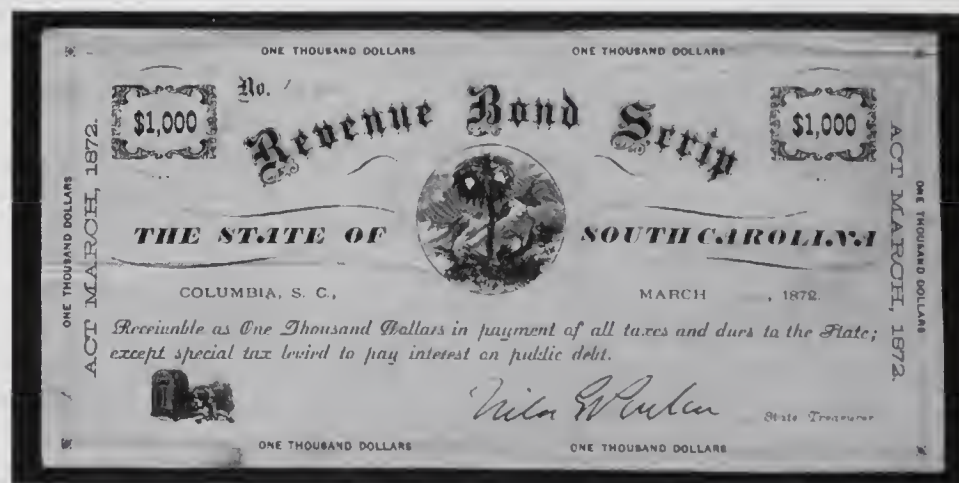 ONE THOUSAND DOLLARS ONE THOUSAND DOLLARS
No.
$1,000 Revenue Bond Scrip $1,000
ACT MARCH, 1872.
ONE THOUSAND DOLLARS
ACT MARCH, 1872.
ONE THOUSAND DOLLARS
THE STATE OF SOUTH CAROLINA
COLUMBIA, S. C., MARCH , 1872.
Receivable as One Thousand Dollars in payment of all taxes and dues to the State;
except special tax levied to pay interest on public debt.
State Treasurer
ONE THOUSAND DOLLARS ONE THOUSAND DOLLARS